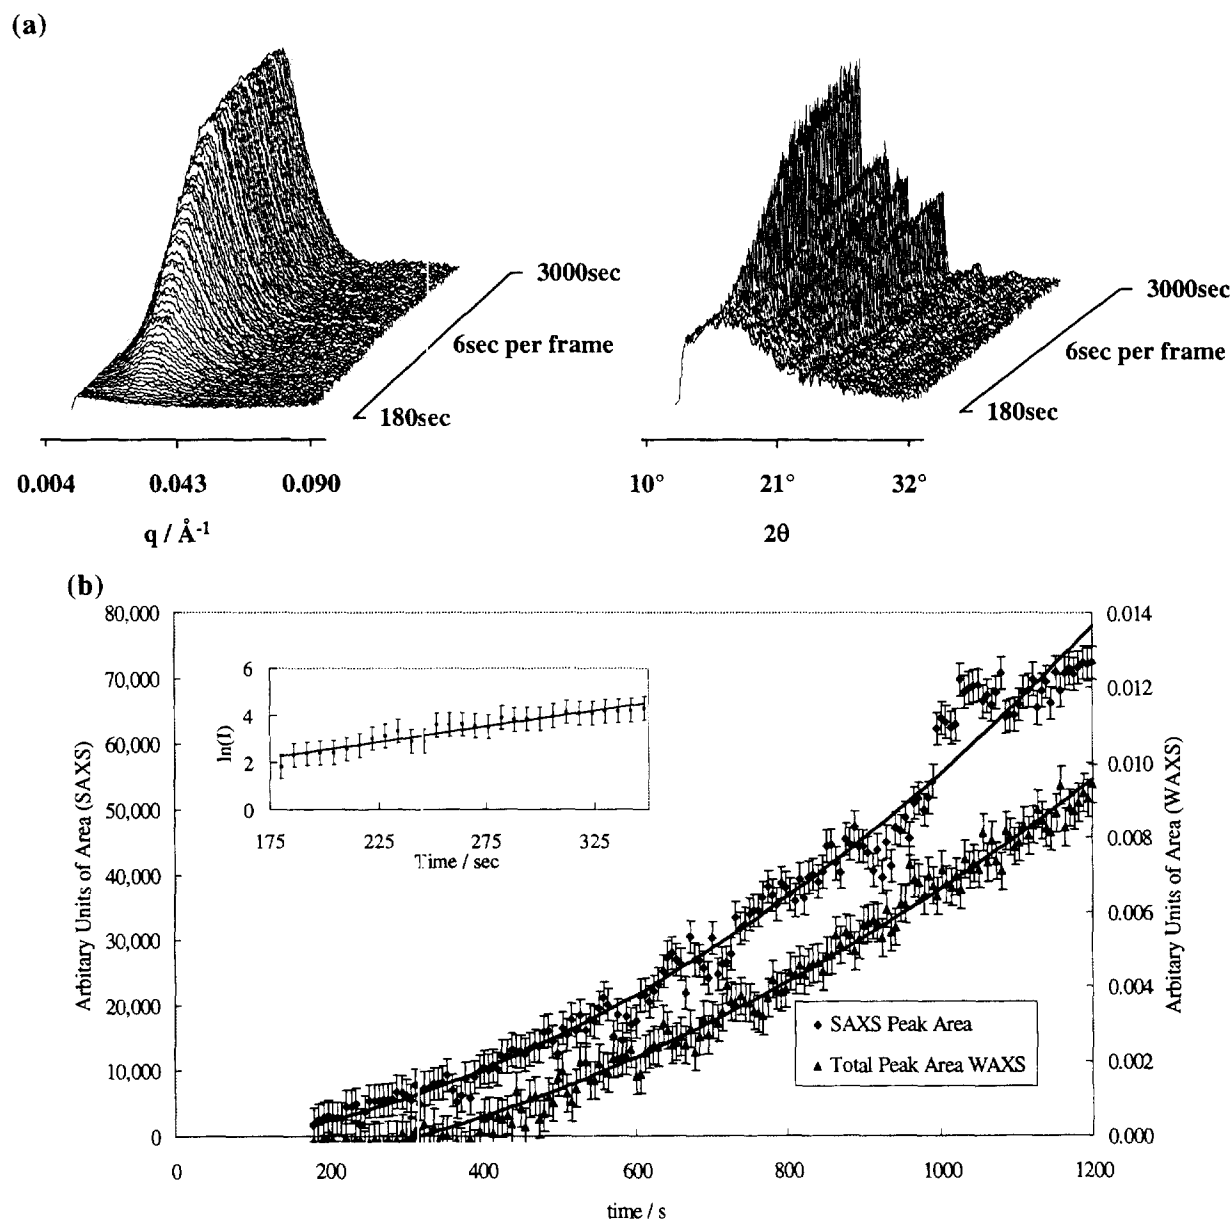 (a)
3000sec
6sec per frame
180sec
0.004 0.043 0.090
q / Å-1
3000sec
6sec per frame
180sec
10° 21° 32°
2θ
(b)
80,000
70,000
60,000
50,000
40,000
30,000
20,000
10,000
0
Arbitary Units of Area (SAXS)
6
4
2
0
ln(I)
175 225 275 325
Time / sec
0.014
0.012
0.010
0.008
0.006
0.004
0.002
0.000
Arbitary Units of Area (WAXS)
SAXS Peak Area
Total Peak Area WAXS
0 200 400 600 800 1000 1200
time / s